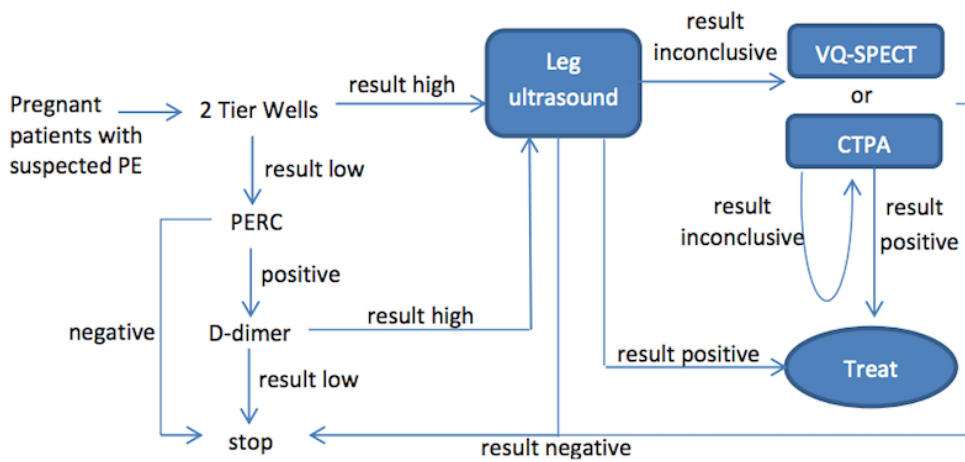 Pregnant
patients with
suspected PE
2 Tier Wells
result high
Leg
ultrasound
result
inconclusive
VQ-SPECT
or
CTPA
result low
PERC
result
inconclusive
result
positive
positive
negative
D-dimer
result high
result positive
Treat
result low
stop
result negative